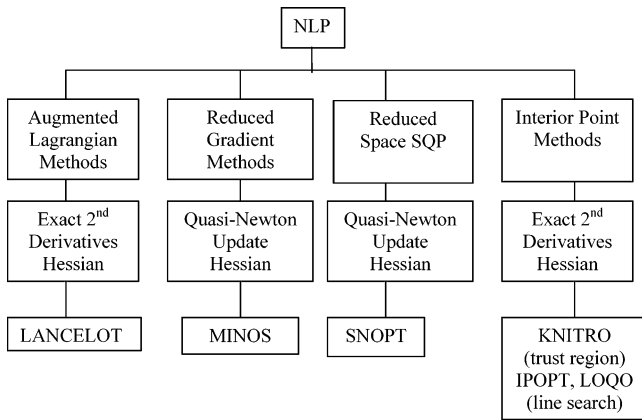 NLP
Augmented
Lagrangian
Methods
Reduced
Gradient
Methods
Reduced
Space SQP
Interior Point
Methods
Exact 2nd
Derivatives
Hessian
Quasi-Newton
Update
Hessian
Quasi-Newton
Update
Hessian
Exact 2nd
Derivatives
Hessian
LANCELOT
MINOS
SNOPT
KNITRO
(trust region)
IPOPT, LOQO
(line search)